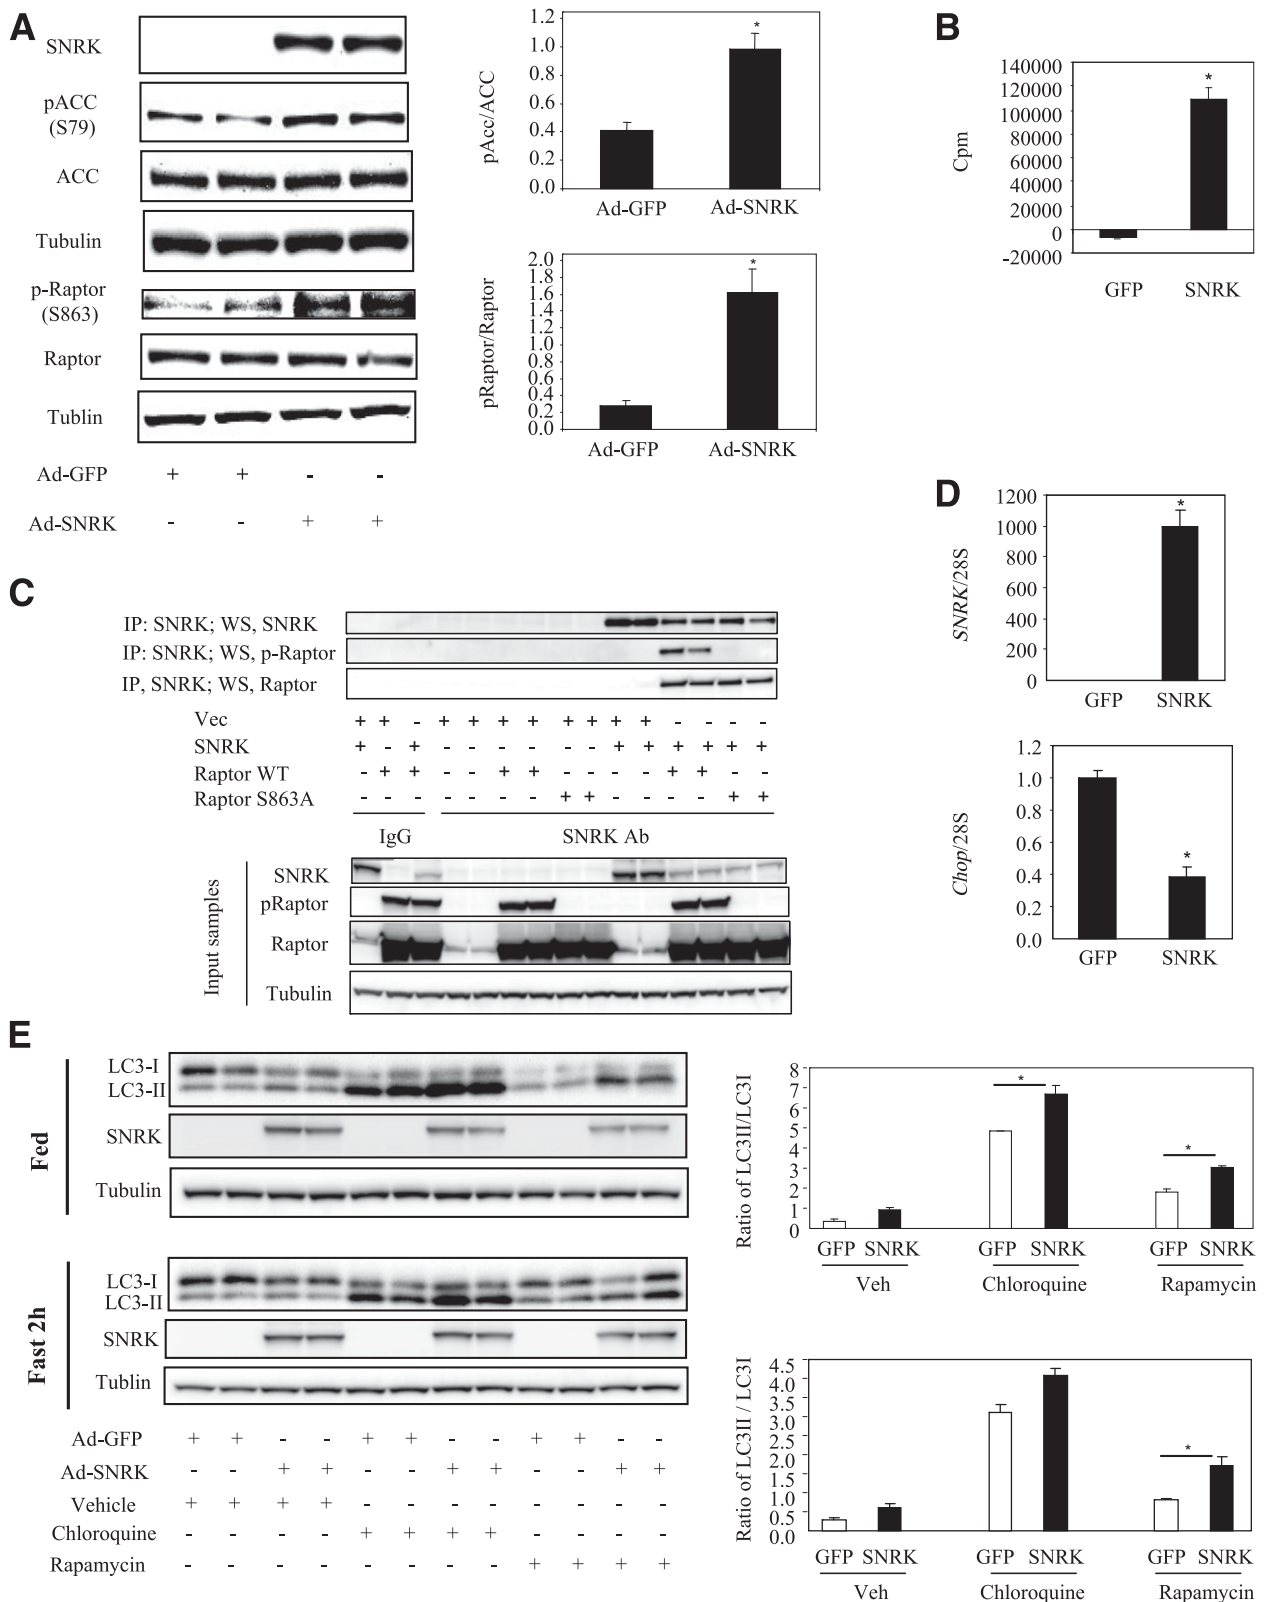 A
SNRK
pACC
(S79)
ACC
Tubulin
p-Raptor
(S863)
Raptor
Tublin
Ad-GFP + + - -
Ad-SNRK - - + +
pAcc/ACC
1.2
1.0
0.8
0.6
0.4
0.2
0.0
*
Ad-GFP Ad-SNRK
pRaptor/Raptor
2.0
1.8
1.6
1.4
1.2
1.0
0.8
0.6
0.4
0.2
0.0
*
Ad-GFP Ad-SNRK
B
Cpm
140000
120000
100000
80000
60000
40000
20000
0
-20000
*
GFP SNRK
C
IP: SNRK; WS, SNRK
IP: SNRK; WS, p-Raptor
IP, SNRK; WS, Raptor
Vec + + - + + + + + + + + - - - -
SNRK + - + - - - - - - + + + + + +
Raptor WT - + + - - + + - - - - + + - -
Raptor S863A - - - - - - - + + - - - - + +
IgG SNRK Ab
Input samples
SNRK
pRaptor
Raptor
Tubulin
D
SNRK/28S
1200
1000
800
600
400
200
0
*
GFP SNRK
Chop/28S
1.2
1.0
0.8
0.6
0.4
0.2
0.0
*
GFP SNRK
E
Fed
LC3-I
LC3-II
SNRK
Tubulin
Fast 2h
LC3-I
LC3-II
SNRK
Tublin
Ad-GFP + + - - + + - - + + - -
Ad-SNRK - - + + - - + + - - + +
Vehicle + + + + - - - - - - - -
Chloroquine - - - - + + + + - - - -
Rapamycin - - - - - - - - + + + +
Ratio of LC3II/LC3I
8
7
6
5
4
3
2
1
0
*
*
GFP SNRK GFP SNRK GFP SNRK
Veh Chloroquine Rapamycin
Ratio of LC3II / LC3I
4.5
4.0
3.5
3.0
2.5
2.0
1.5
1.0
0.5
0.0
*
GFP SNRK GFP SNRK GFP SNRK
Veh Chloroquine Rapamycin